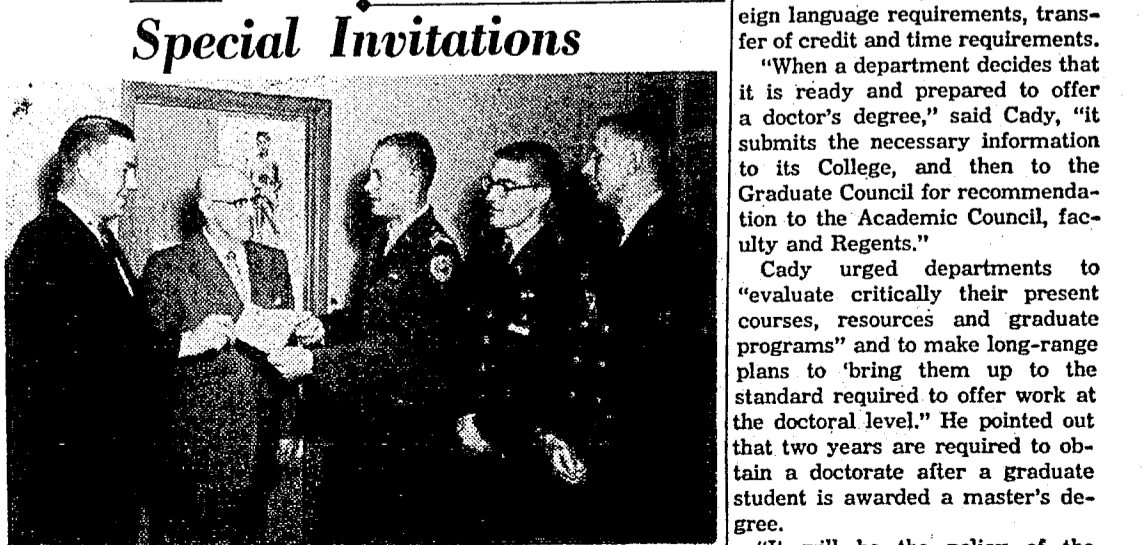 Special Invitations
eign language requirements, trans-
fer of credit and time requirements.
"When a department decides that
it is ready and prepared to offer
a doctor's degree," said Cady, "it
submits the necessary information
to its College, and then to the
Graduate Council for recommenda-
tion to the Academic Council, fac-
ulty and Regents."
Cady urged departments to
"evaluate critically their present
courses, resources and graduate
programs" and to make long-range
plans to 'bring them up to the
standard required to offer work at
the doctoral level." He pointed out
that two years are required to ob-
tain a doctorate after a graduate
student is awarded a master's de-
gree.
"It will be the policy of the